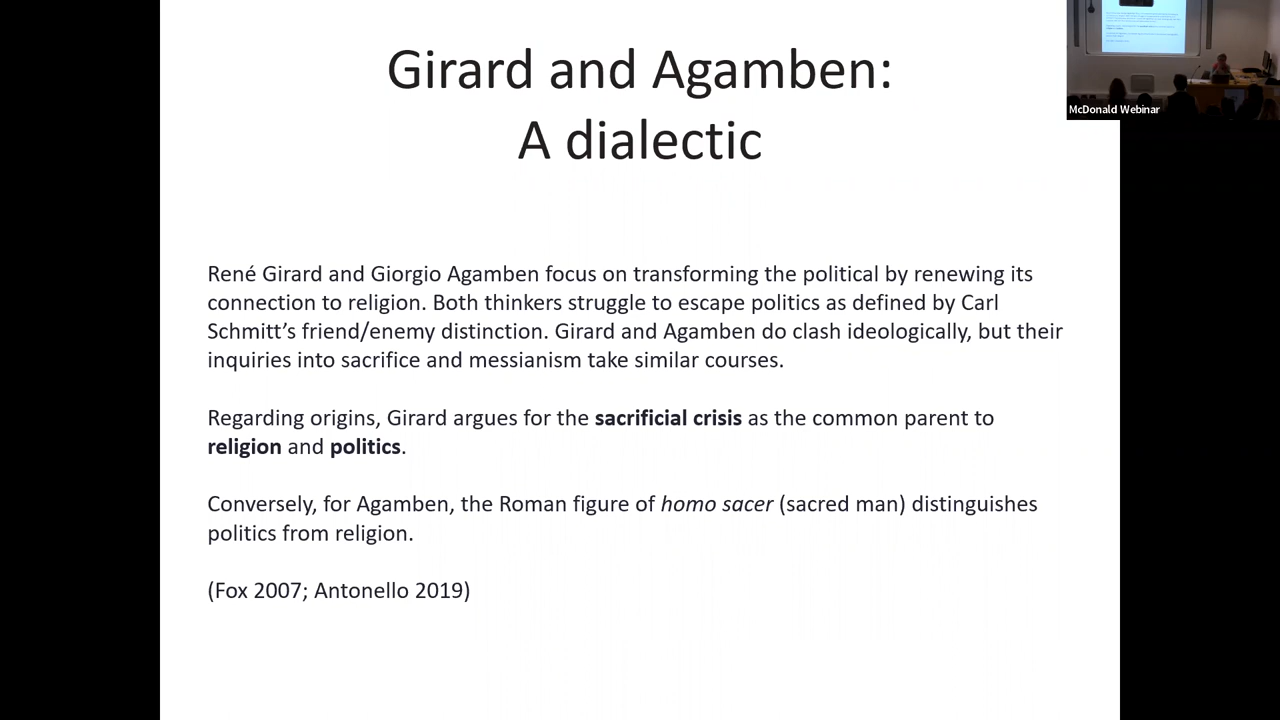 Girard and Agamben:
A dialectic
McDonald Webinar
René Girard and Giorgio Agamben focus on transforming the political by renewing its
connection to religion. Both thinkers struggle to escape politics as defined by Carl
Schmitt’s friend/enemy distinction. Girard and Agamben do clash ideologically, but their
inquiries into sacrifice and messianism take similar courses.
Regarding origins, Girard argues for the sacrificial crisis as the common parent to
religion and politics.
Conversely, for Agamben, the Roman figure of homo sacer (sacred man) distinguishes
politics from religion.
(Fox 2007; Antonello 2019)